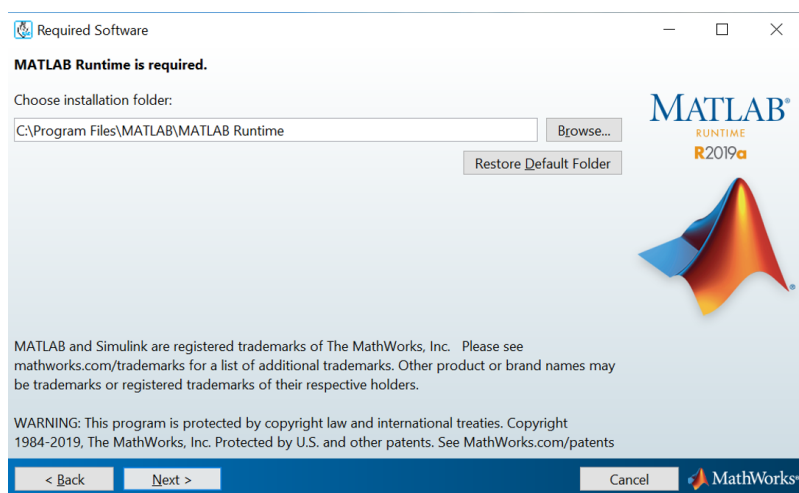 Required Software
MATLAB Runtime is required.
Choose installation folder:
C:\Program Files\MATLAB\MATLAB Runtime
Browse...
Restore Default Folder
MATLAB®
RUNTIME
R2019a
MATLAB and Simulink are registered trademarks of The MathWorks, Inc. Please see
mathworks.com/trademarks for a list of additional trademarks. Other product or brand names may
be trademarks or registered trademarks of their respective holders.
WARNING: This program is protected by copyright law and international treaties. Copyright
1984-2019, The MathWorks, Inc. Protected by U.S. and other patents. See MathWorks.com/patents
< Back
Next >
Cancel
MathWorks®